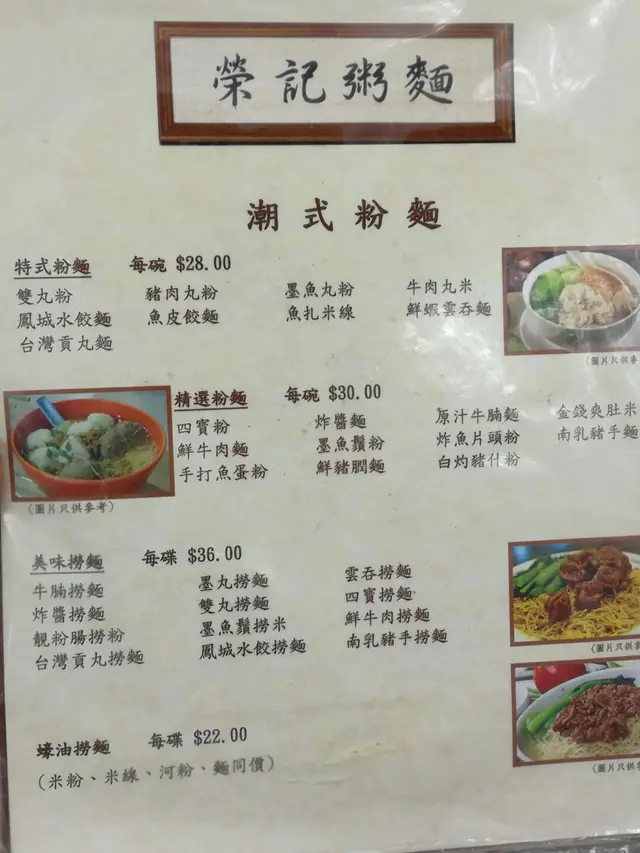 榮記粥麵
潮式粉麵
特式粉麵 每碗 $28.00
雙丸粉 豬肉丸粉 墨魚丸粉 牛肉丸米
鳳城水餃麵 魚皮餃麵 魚扎米線 鮮蝦雲吞麵
台灣貢丸麵
(圖片只供參
精選粉麵 每碗 $30.00
四寶粉 炸醬麵 原汁牛腩麵 金錢爽肚米
鮮牛肉麵 墨魚鬚粉 炸魚片頭粉 南乳豬手麵
手打魚蛋粉 鮮豬膶麵 白灼豬什粉
(圖片只供參考)
美味撈麵 每碟 $36.00
牛腩撈麵 墨丸撈麵 雲吞撈麵
炸醬撈麵 雙丸撈麵 四寶撈麵
靚粉腸撈粉 墨魚鬚撈米 鮮牛肉撈麵
台灣貢丸撈麵 鳳城水餃撈麵 南乳豬手撈麵
(圖片只供參
蠔油撈麵 每碟 $22.00
(米粉、米線、河粉、麵同價)
(圖片只供參